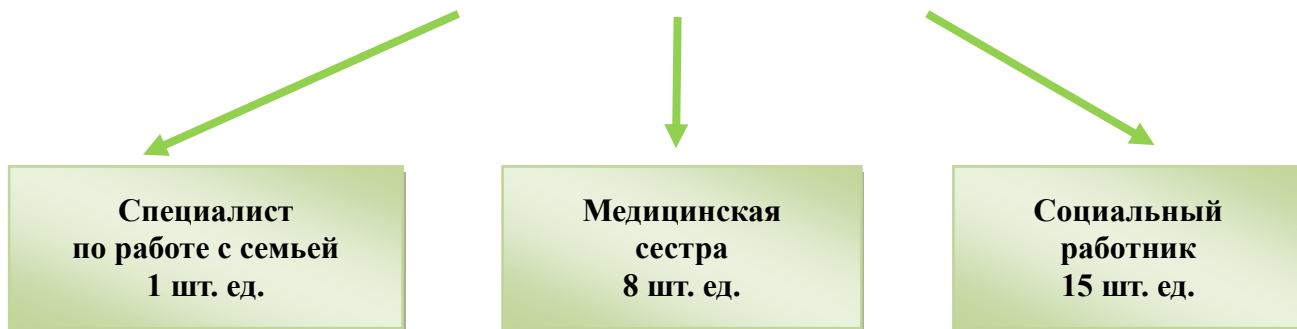 Специалист
по работе с семьей
1 шт. ед.
Медицинская
сестра
8 шт. ед.
Социальный
работник
15 шт. ед.